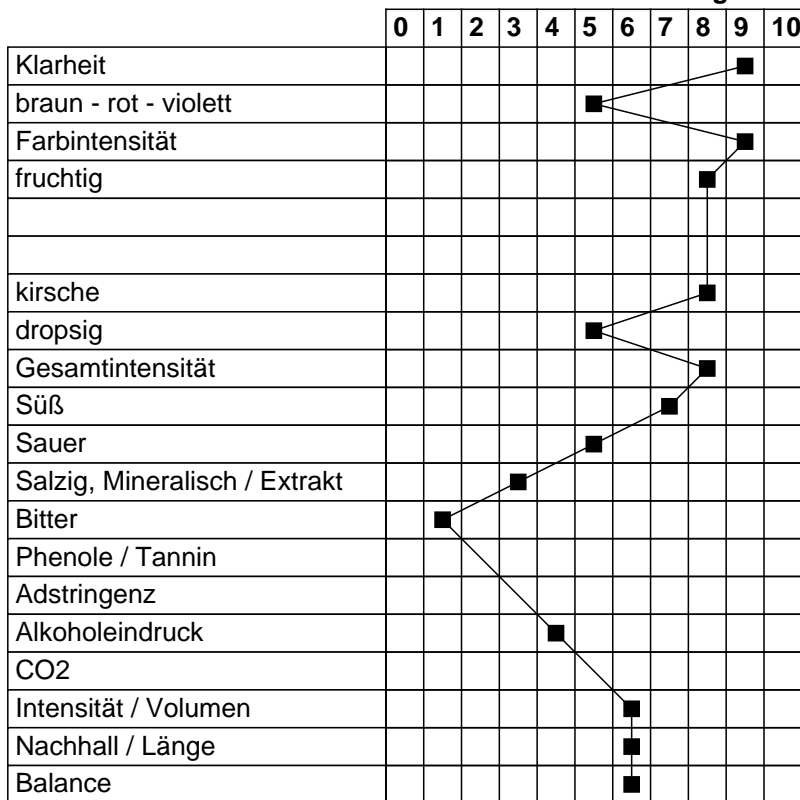 0 1 2 3 4 5 6 7 8 9 10
Klarheit
braun - rot - violett
Farbintensität
fruchtig
kirsche
dropsig
Gesamtintensität
Süß
Sauer
Salzig, Mineralisch / Extrakt
Bitter
Phenole / Tannin
Adstringenz
Alkoholeindruck
CO2
Intensität / Volumen
Nachhall / Länge
Balance